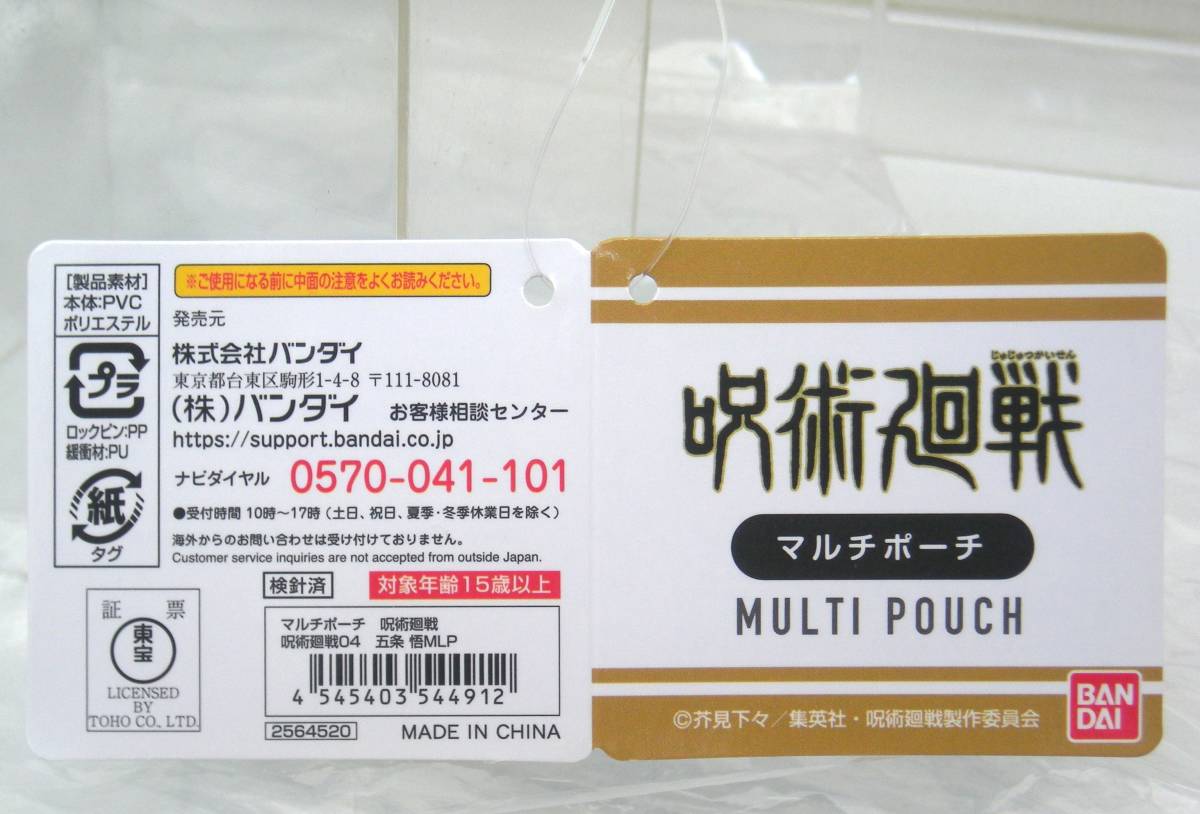 [製品素材]
本体:PVC
ポリエステル
プラ
ロックピン:PP
緩衝材:PU
紙
タグ
証 票
東宝
LICENSED
BY
TOHO CO., LTD.
※ご使用になる前に中面の注意をよくお読みください。
発売元
株式会社バンダイ
東京都台東区駒形1-4-8 〒111-8081
(株)バンダイ お客様相談センター
https://support.bandai.co.jp
ナビダイヤル 0570-041-101
●受付時間 10時～17時（土日、祝日、夏季・冬季休業日を除く）
海外からのお問い合わせは受け付けておりません。
Customer service inquiries are not accepted from outside Japan.
検針済 対象年齢15歳以上
マルチポーチ 呪術廻戦
呪術廻戦04 五条 悟MLP
4 545403 544912
2564520 MADE IN CHINA
じゅじゅつかいせん
呪術廻戦
マルチポーチ
MULTI POUCH
BAN
DAI
©芥見下々／集英社・呪術廻戦製作委員会